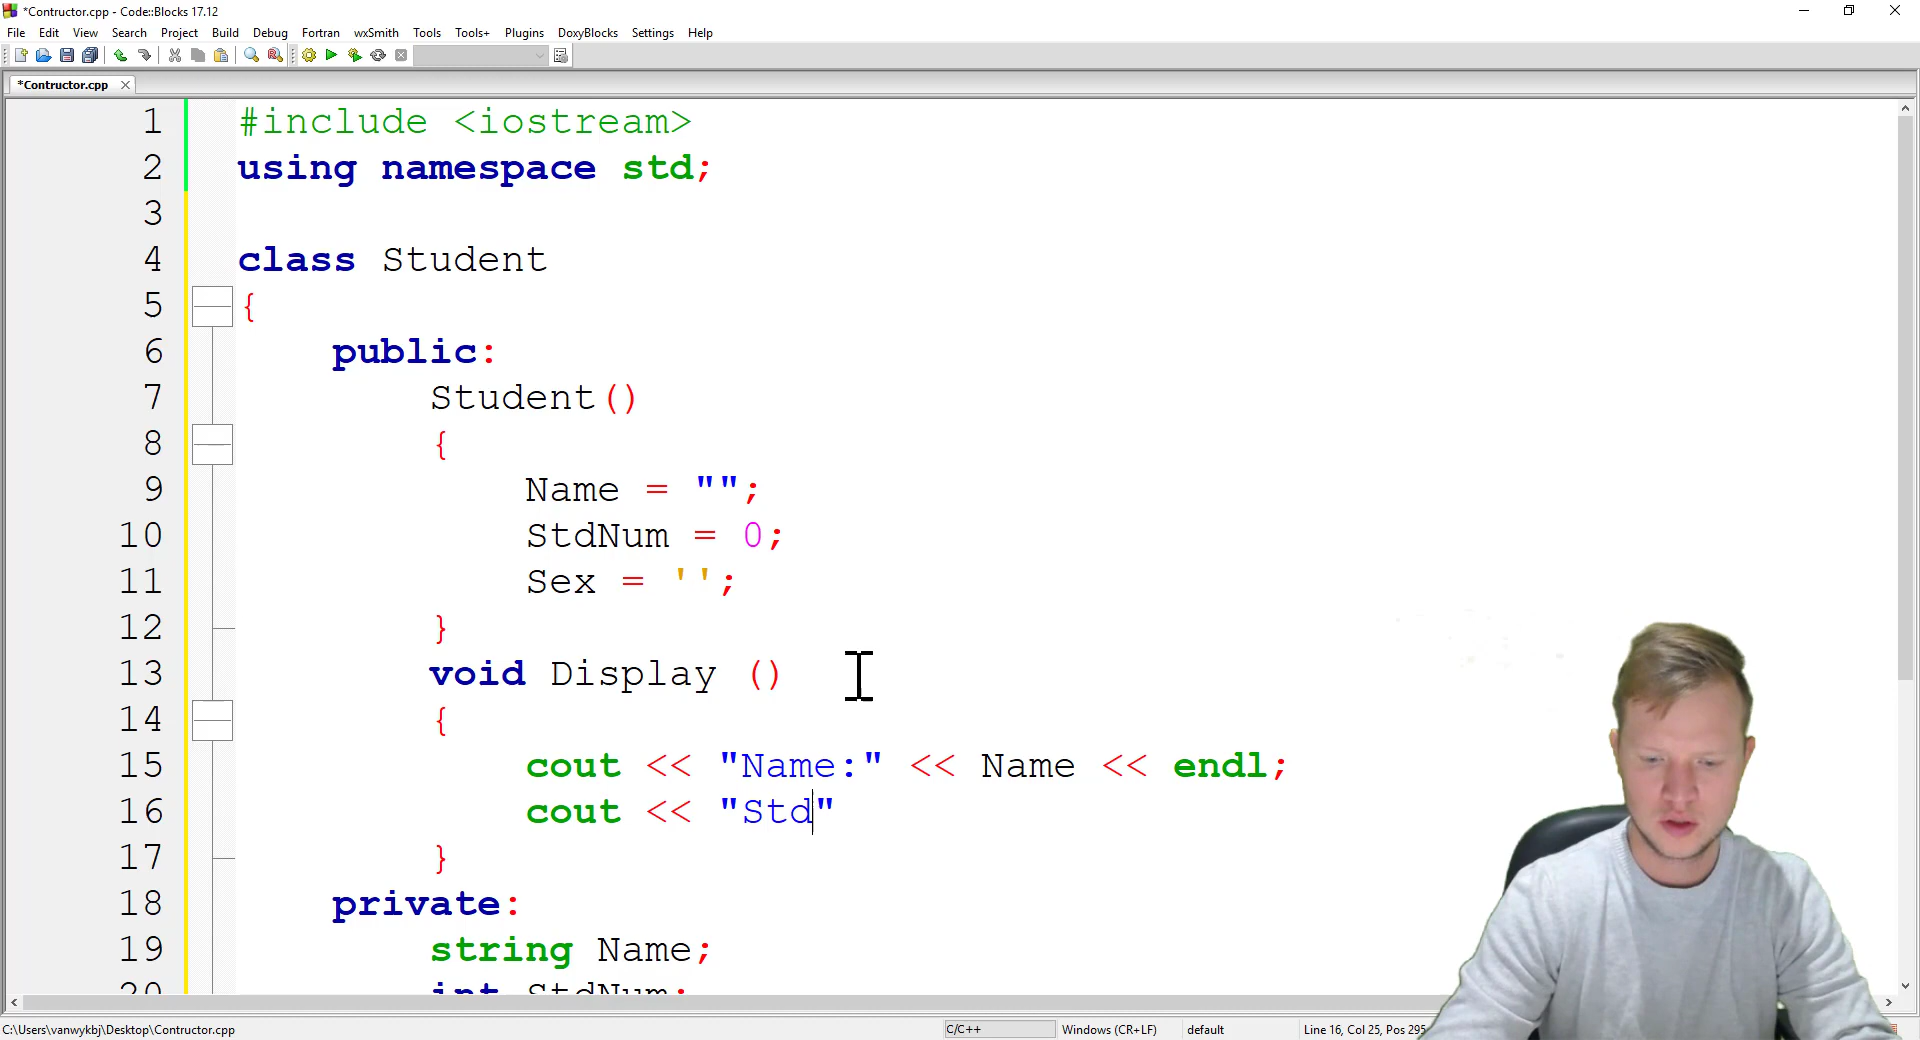 *Contructor.cpp - Code::Blocks 17.12
File Edit View Search Project Build Debug Fortran wxSmith Tools Tools+ Plugins DoxyBlocks Settings Help
*Contructor.cpp
1 #include <iostream>
2 using namespace std;
3
4 class Student
5 {
6 public:
7 Student()
8 {
9 Name = "";
10 StdNum = 0;
11 Sex = '';
12 }
13 void Display ()
14 {
15 cout << "Name:" << Name << endl;
16 cout << "Std"
17 }
18 private:
19 string Name;
20 int StdNum;
C:\Users\vanwykbj\Desktop\Contructor.cpp C/C++ Windows (CR+LF) default Line 16, Col 25, Pos 295